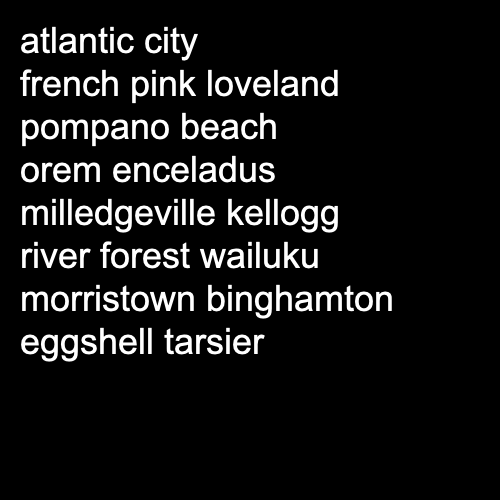 atlantic city
french pink loveland
pompano beach
orem enceladus
milledgeville kellogg
river forest wailuku
morristown binghamton
eggshell tarsier